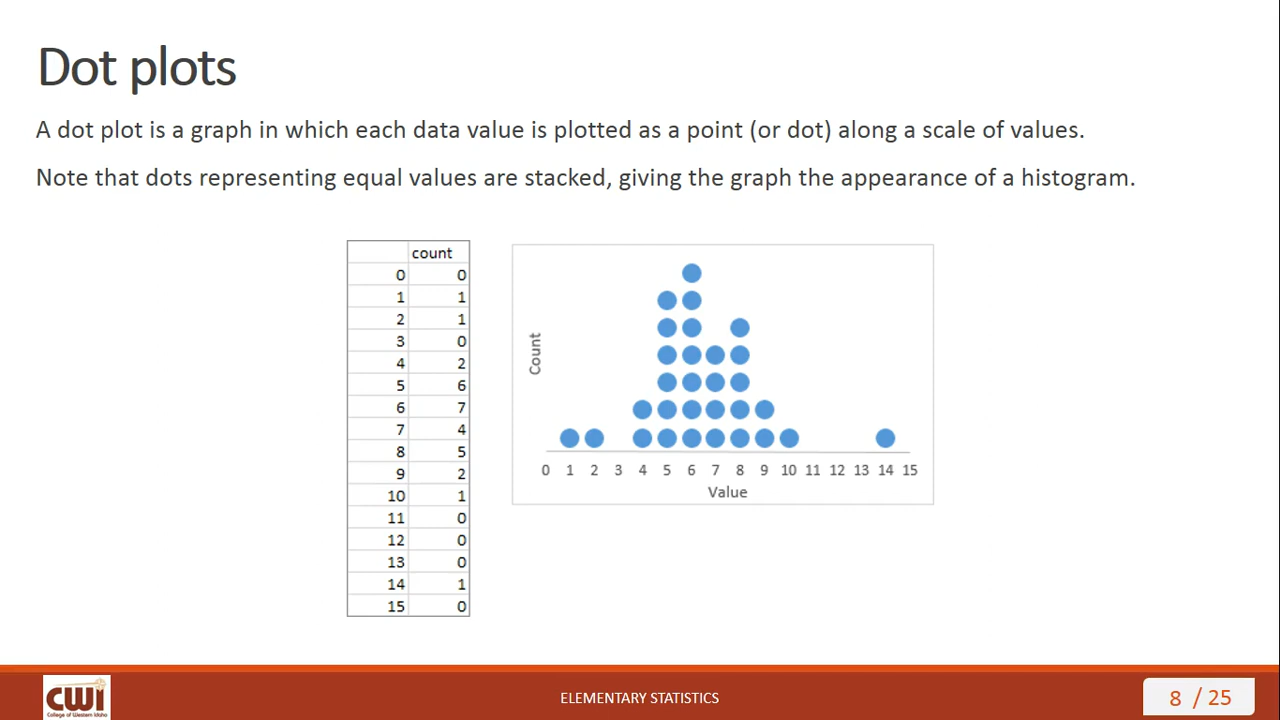 Dot plots
A dot plot is a graph in which each data value is plotted as a point (or dot) along a scale of values.
Note that dots representing equal values are stacked, giving the graph the appearance of a histogram.
count
0 0
1 1
2 1
3 0
4 2
5 6
6 7
7 4
8 5
9 2
10 1
11 0
12 0
13 0
14 1
15 0
Count
0 1 2 3 4 5 6 7 8 9 10 11 12 13 14 15
Value
CWI
College of Western Idaho
ELEMENTARY STATISTICS
8 / 25